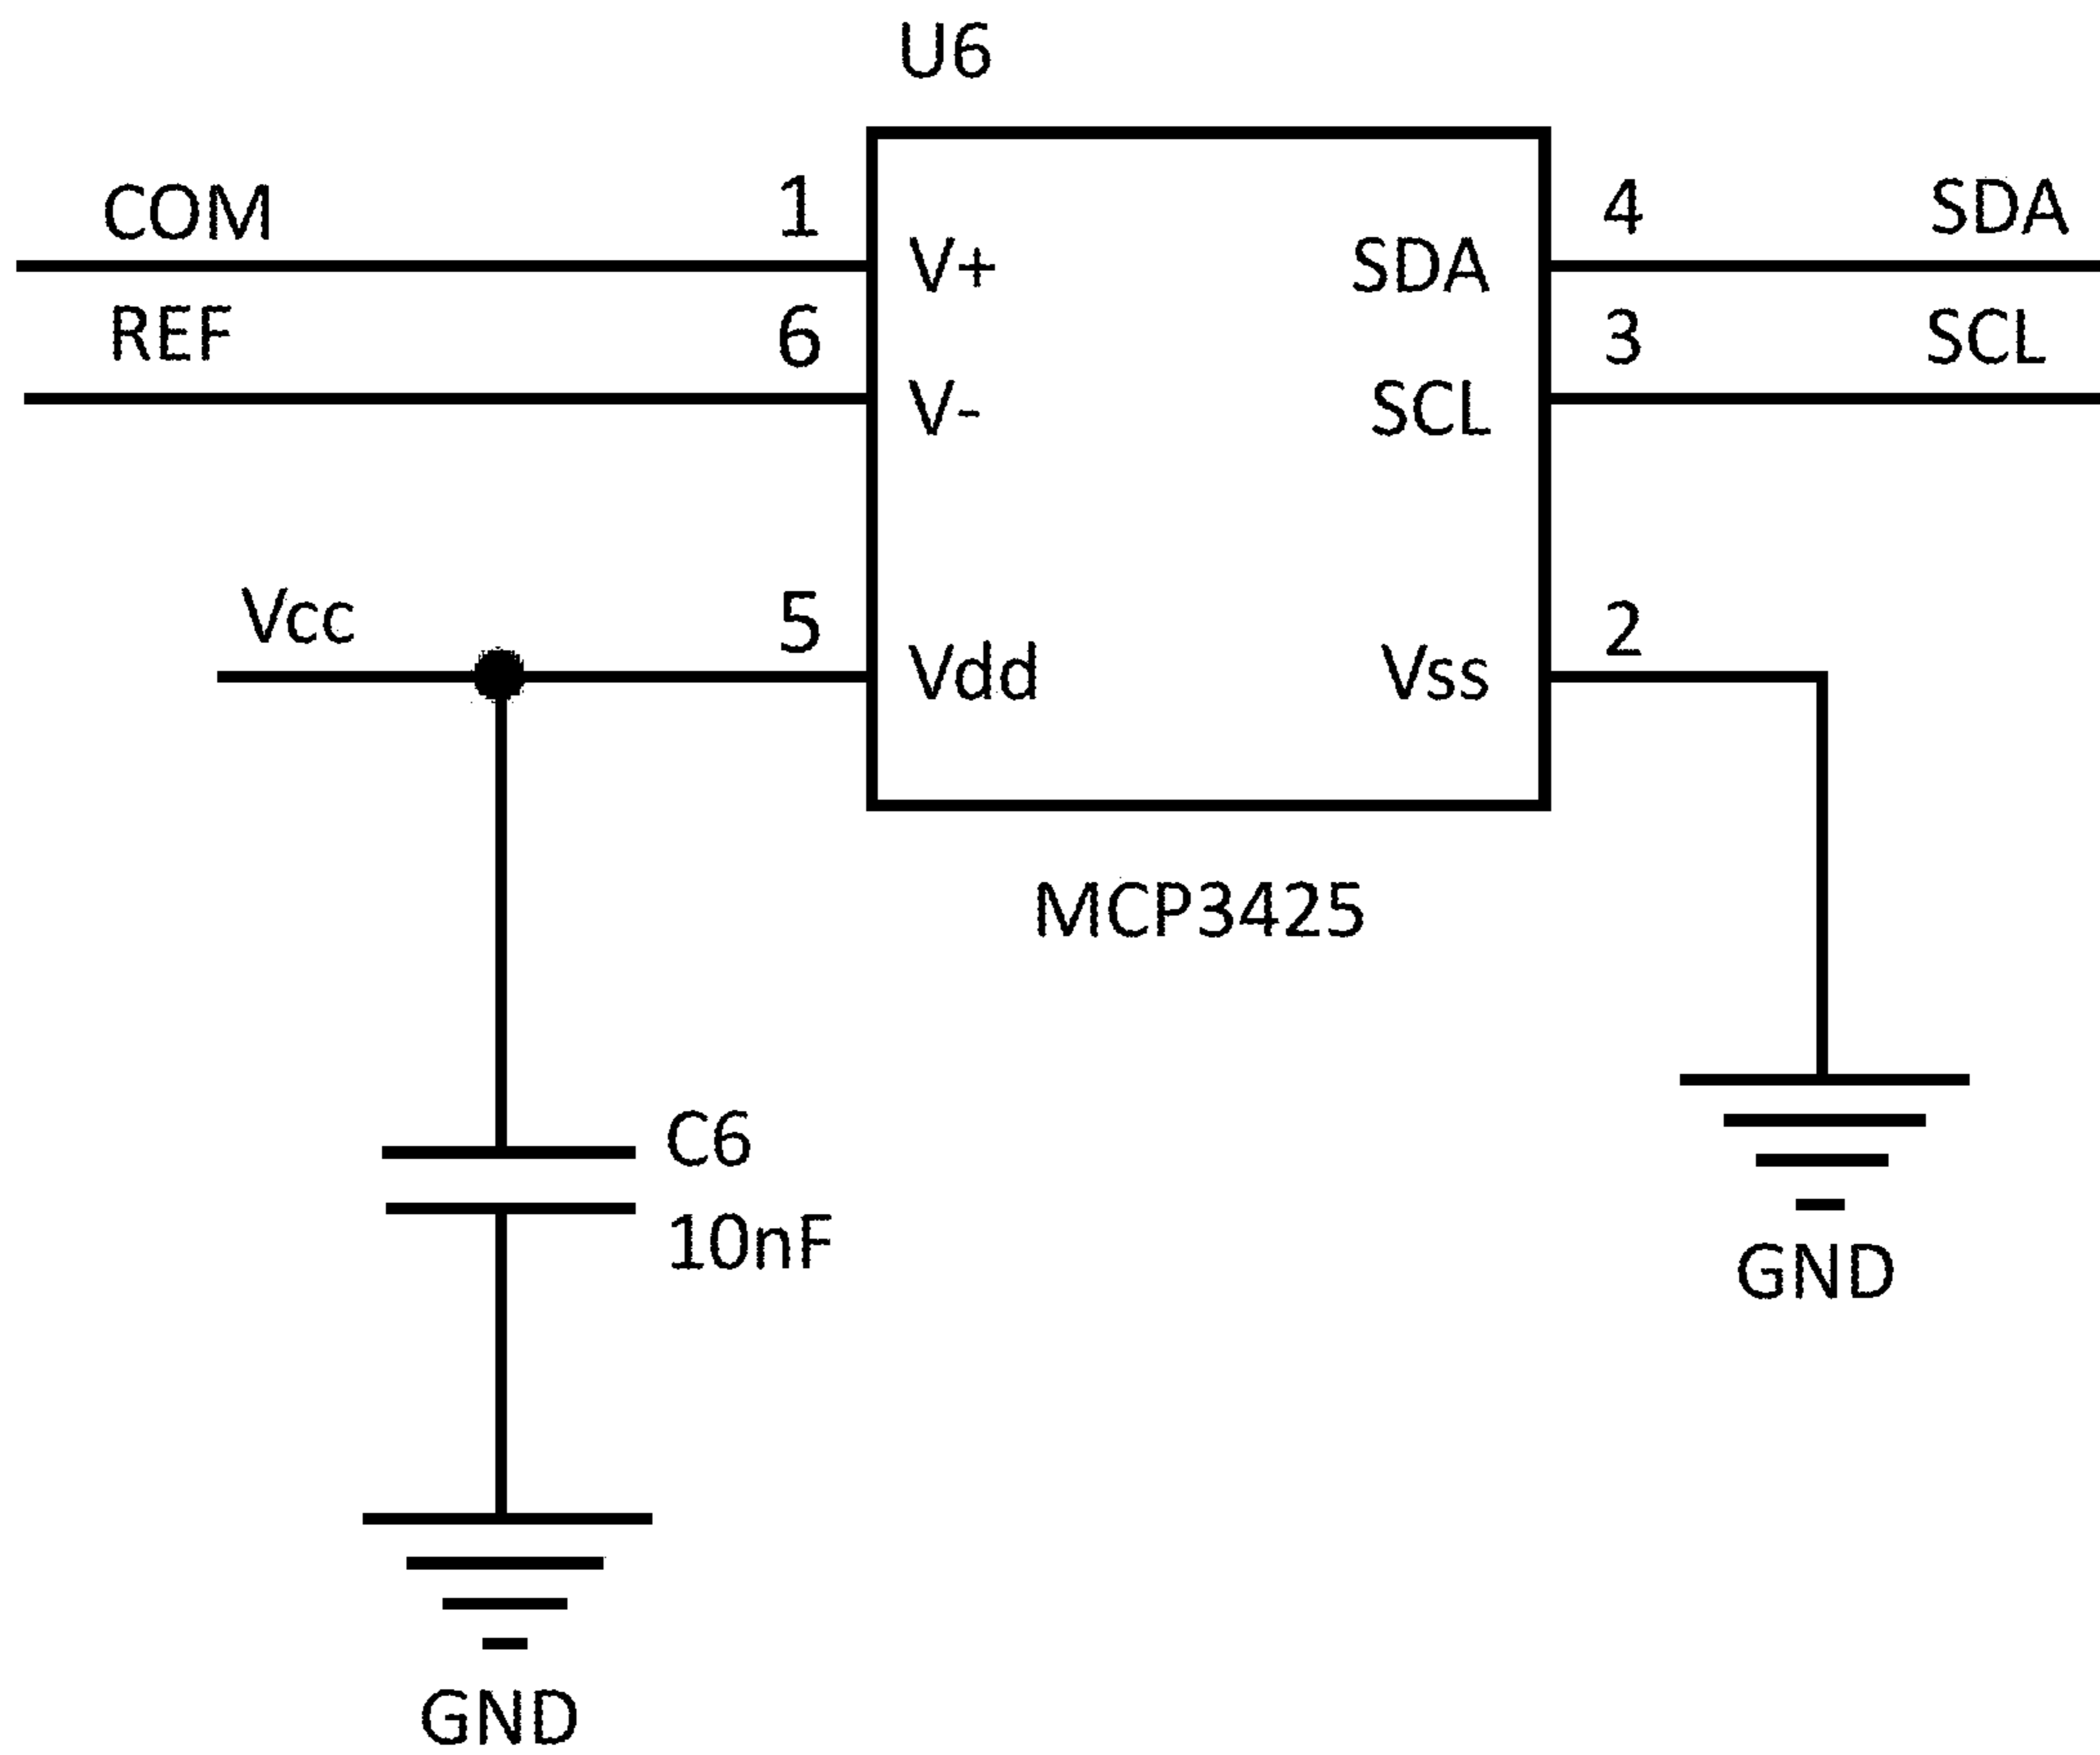 U6
COM 1 V+ SDA 4 SDA
REF 6 V- SCL 3 SCL
Vcc 5 Vdd Vss 2
MCP3425
C6
10nF
GND
GND